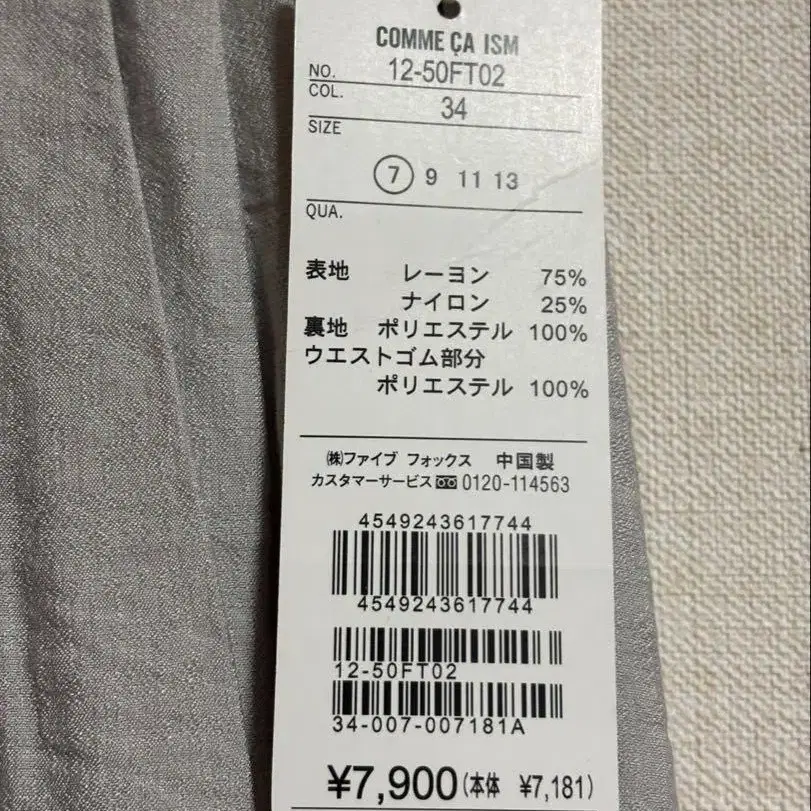 COMME ÇA ISM
NO. 12-50FT02
COL. 34
SIZE
7 9 11 13
QUA.
表地 レーヨン 75%
ナイロン 25%
裏地 ポリエステル 100%
ウエストゴム部分
ポリエステル 100%
㈱ファイブ フォックス 中国製
カスタマーサービス 0120-114563
4549243617744
4549243617744
12-50FT02
34-007-007181A
¥7,900(本体 ¥7,181)